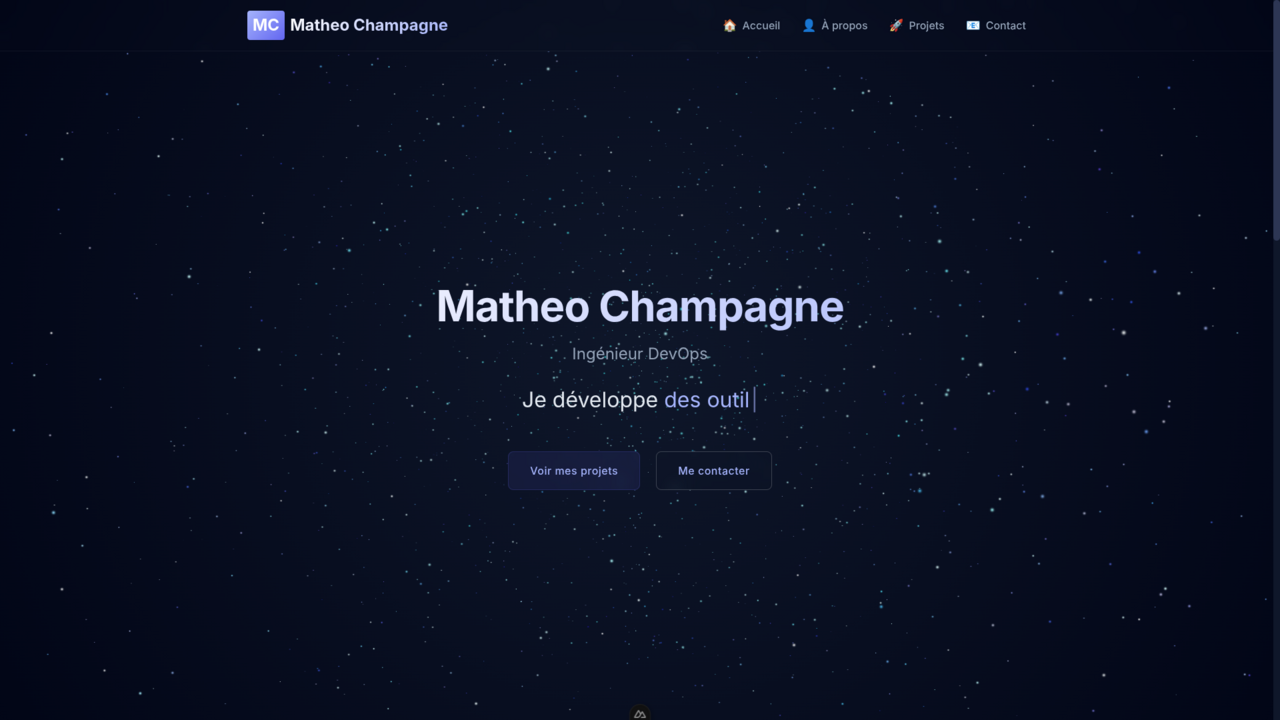 MC Matheo Champagne
🏠 Accueil 👤 À propos 🚀 Projets 📧 Contact
Matheo Champagne
Ingénieur DevOps
Je développe des outil
Voir mes projets
Me contacter